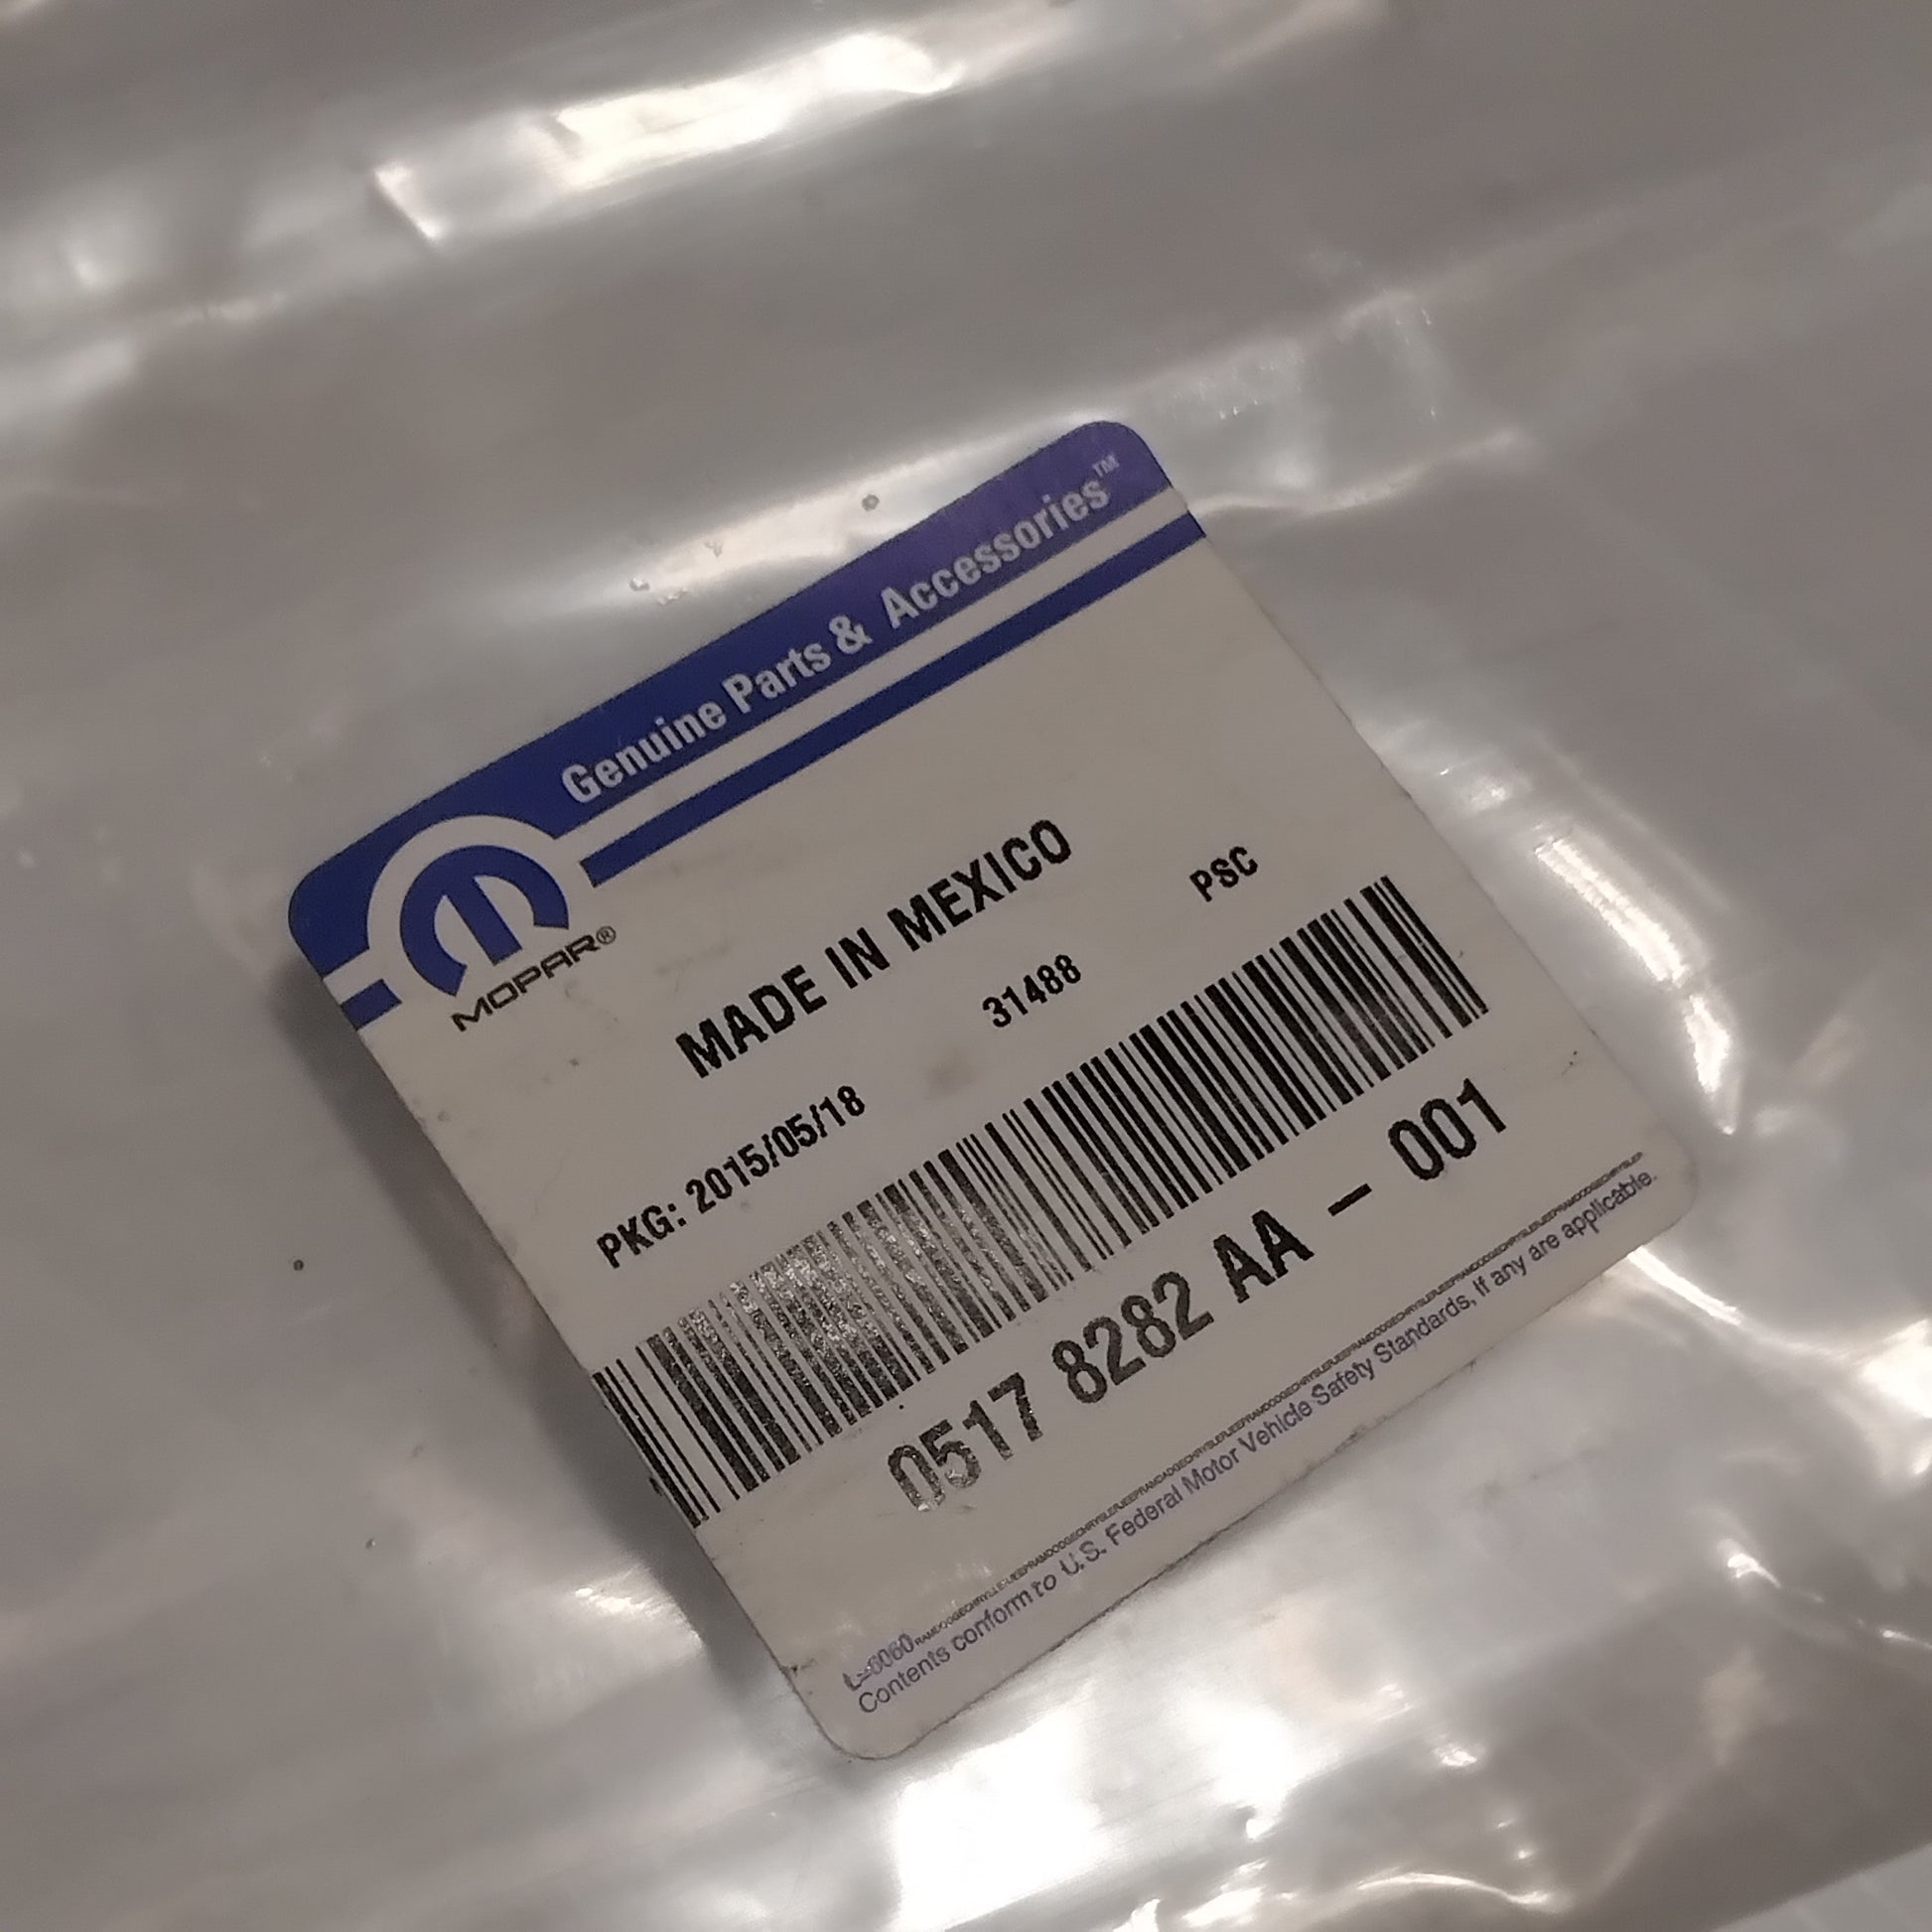 Genuine Parts & Accessories™
MOPAR®
MADE IN MEXICO
PKG: 2015/05/18 31488 PSC
0517 8282 AA – 001
Contents conform to U.S. Federal Motor Vehicle Safety Standards, If any are applicable.